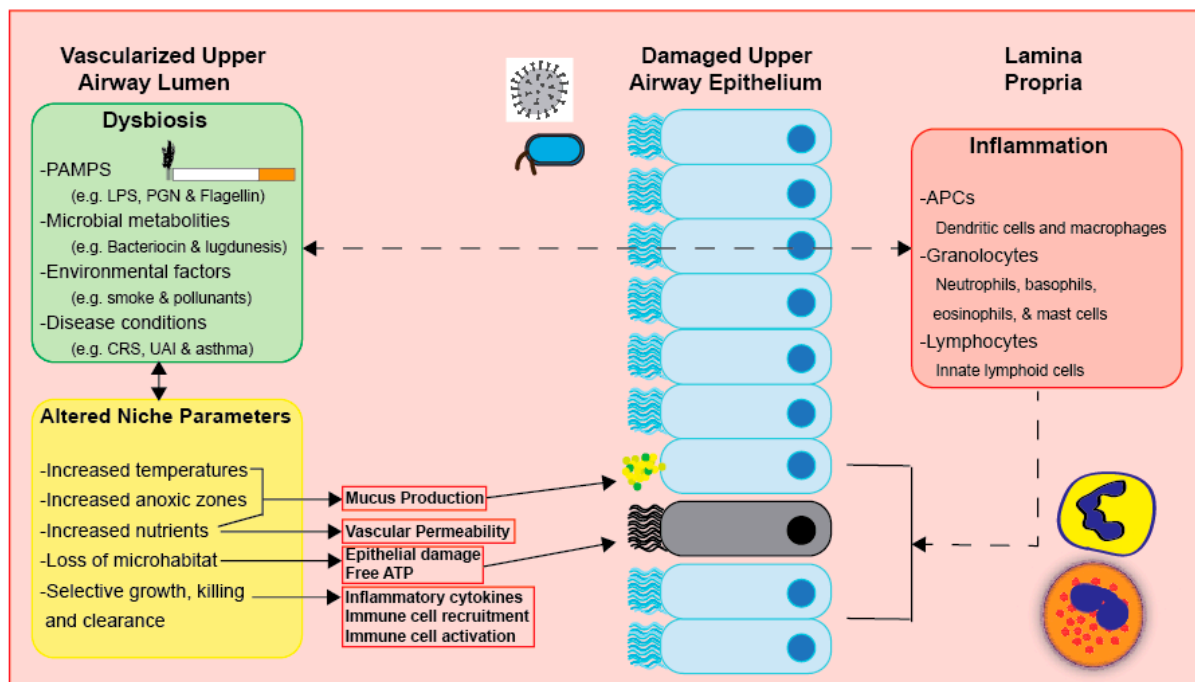 Vascularized Upper
Airway Lumen
Dysbiosis
-PAMPS
(e.g. LPS, PGN & Flagellin)
-Microbial metabolities
(e.g. Bacteriocin & lugdunesis)
-Environmental factors
(e.g. smoke & pollunants)
-Disease conditions
(e.g. CRS, UAI & asthma)
Altered Niche Parameters
-Increased temperatures
-Increased anoxic zones
-Increased nutrients
-Loss of microhabitat
-Selective growth, killing
and clearance
Mucus Production
Vascular Permeability
Epithelial damage
Free ATP
Inflammatory cytokines
Immune cell recruitment
Immune cell activation
Damaged Upper
Airway Epithelium
Lamina
Propria
Inflammation
-APCs
Dendritic cells and macrophages
-Granolocytes
Neutrophils, basophils,
eosinophils, & mast cells
-Lymphocytes
Innate lymphoid cells